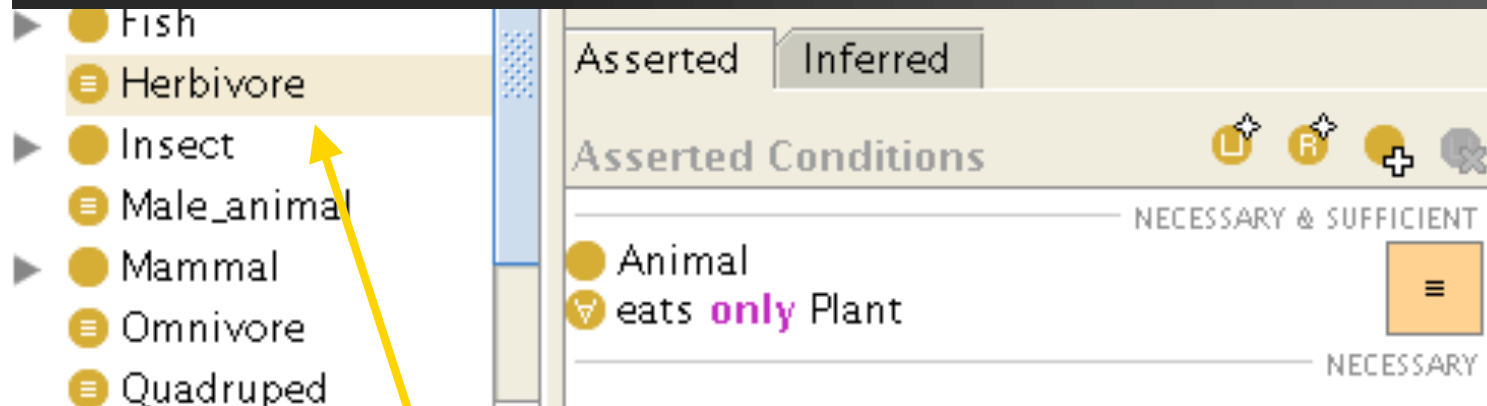 Fish
Herbivore
Insect
Male_animal
Mammal
Omnivore
Quadruped
Asserted Inferred
Asserted Conditions
NECESSARY & SUFFICIENT
Animal
≡
eats only Plant
NECESSARY